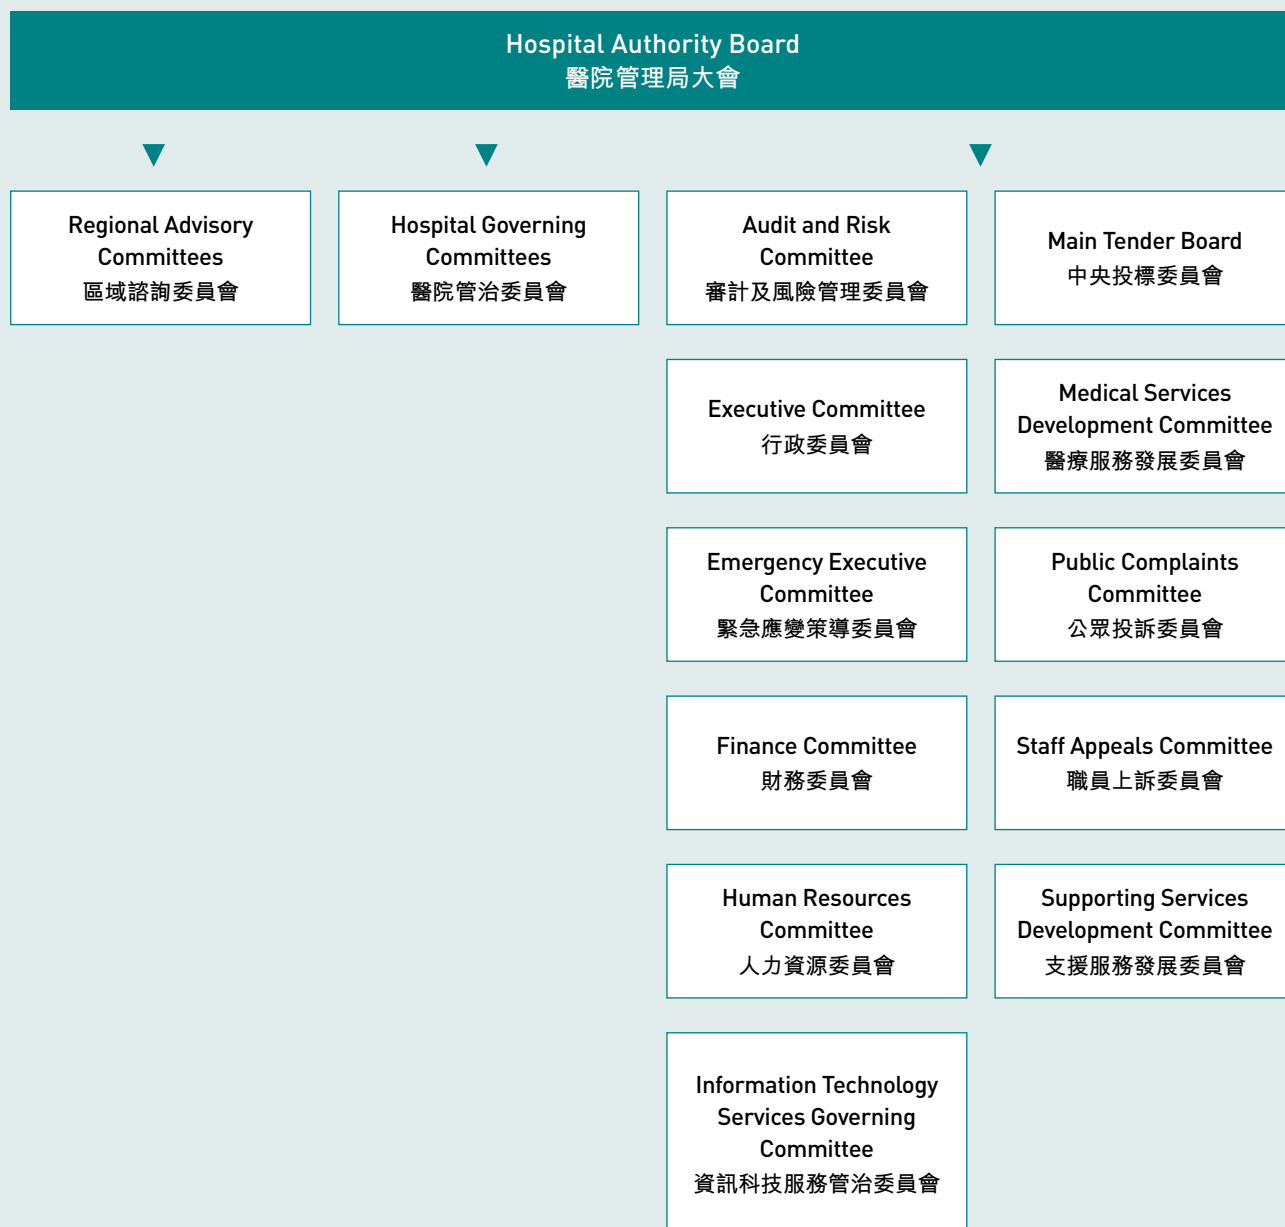 Hospital Authority Board
醫院管理局大會
Regional Advisory
Committees
區域諮詢委員會
Hospital Governing
Committees
醫院管治委員會
Audit and Risk
Committee
審計及風險管理委員會
Main Tender Board
中央投標委員會
Executive Committee
行政委員會
Medical Services
Development Committee
醫療服務發展委員會
Emergency Executive
Committee
緊急應變策導委員會
Public Complaints
Committee
公眾投訴委員會
Finance Committee
財務委員會
Staff Appeals Committee
職員上訴委員會
Human Resources
Committee
人力資源委員會
Supporting Services
Development Committee
支援服務發展委員會
Information Technology
Services Governing
Committee
資訊科技服務管治委員會